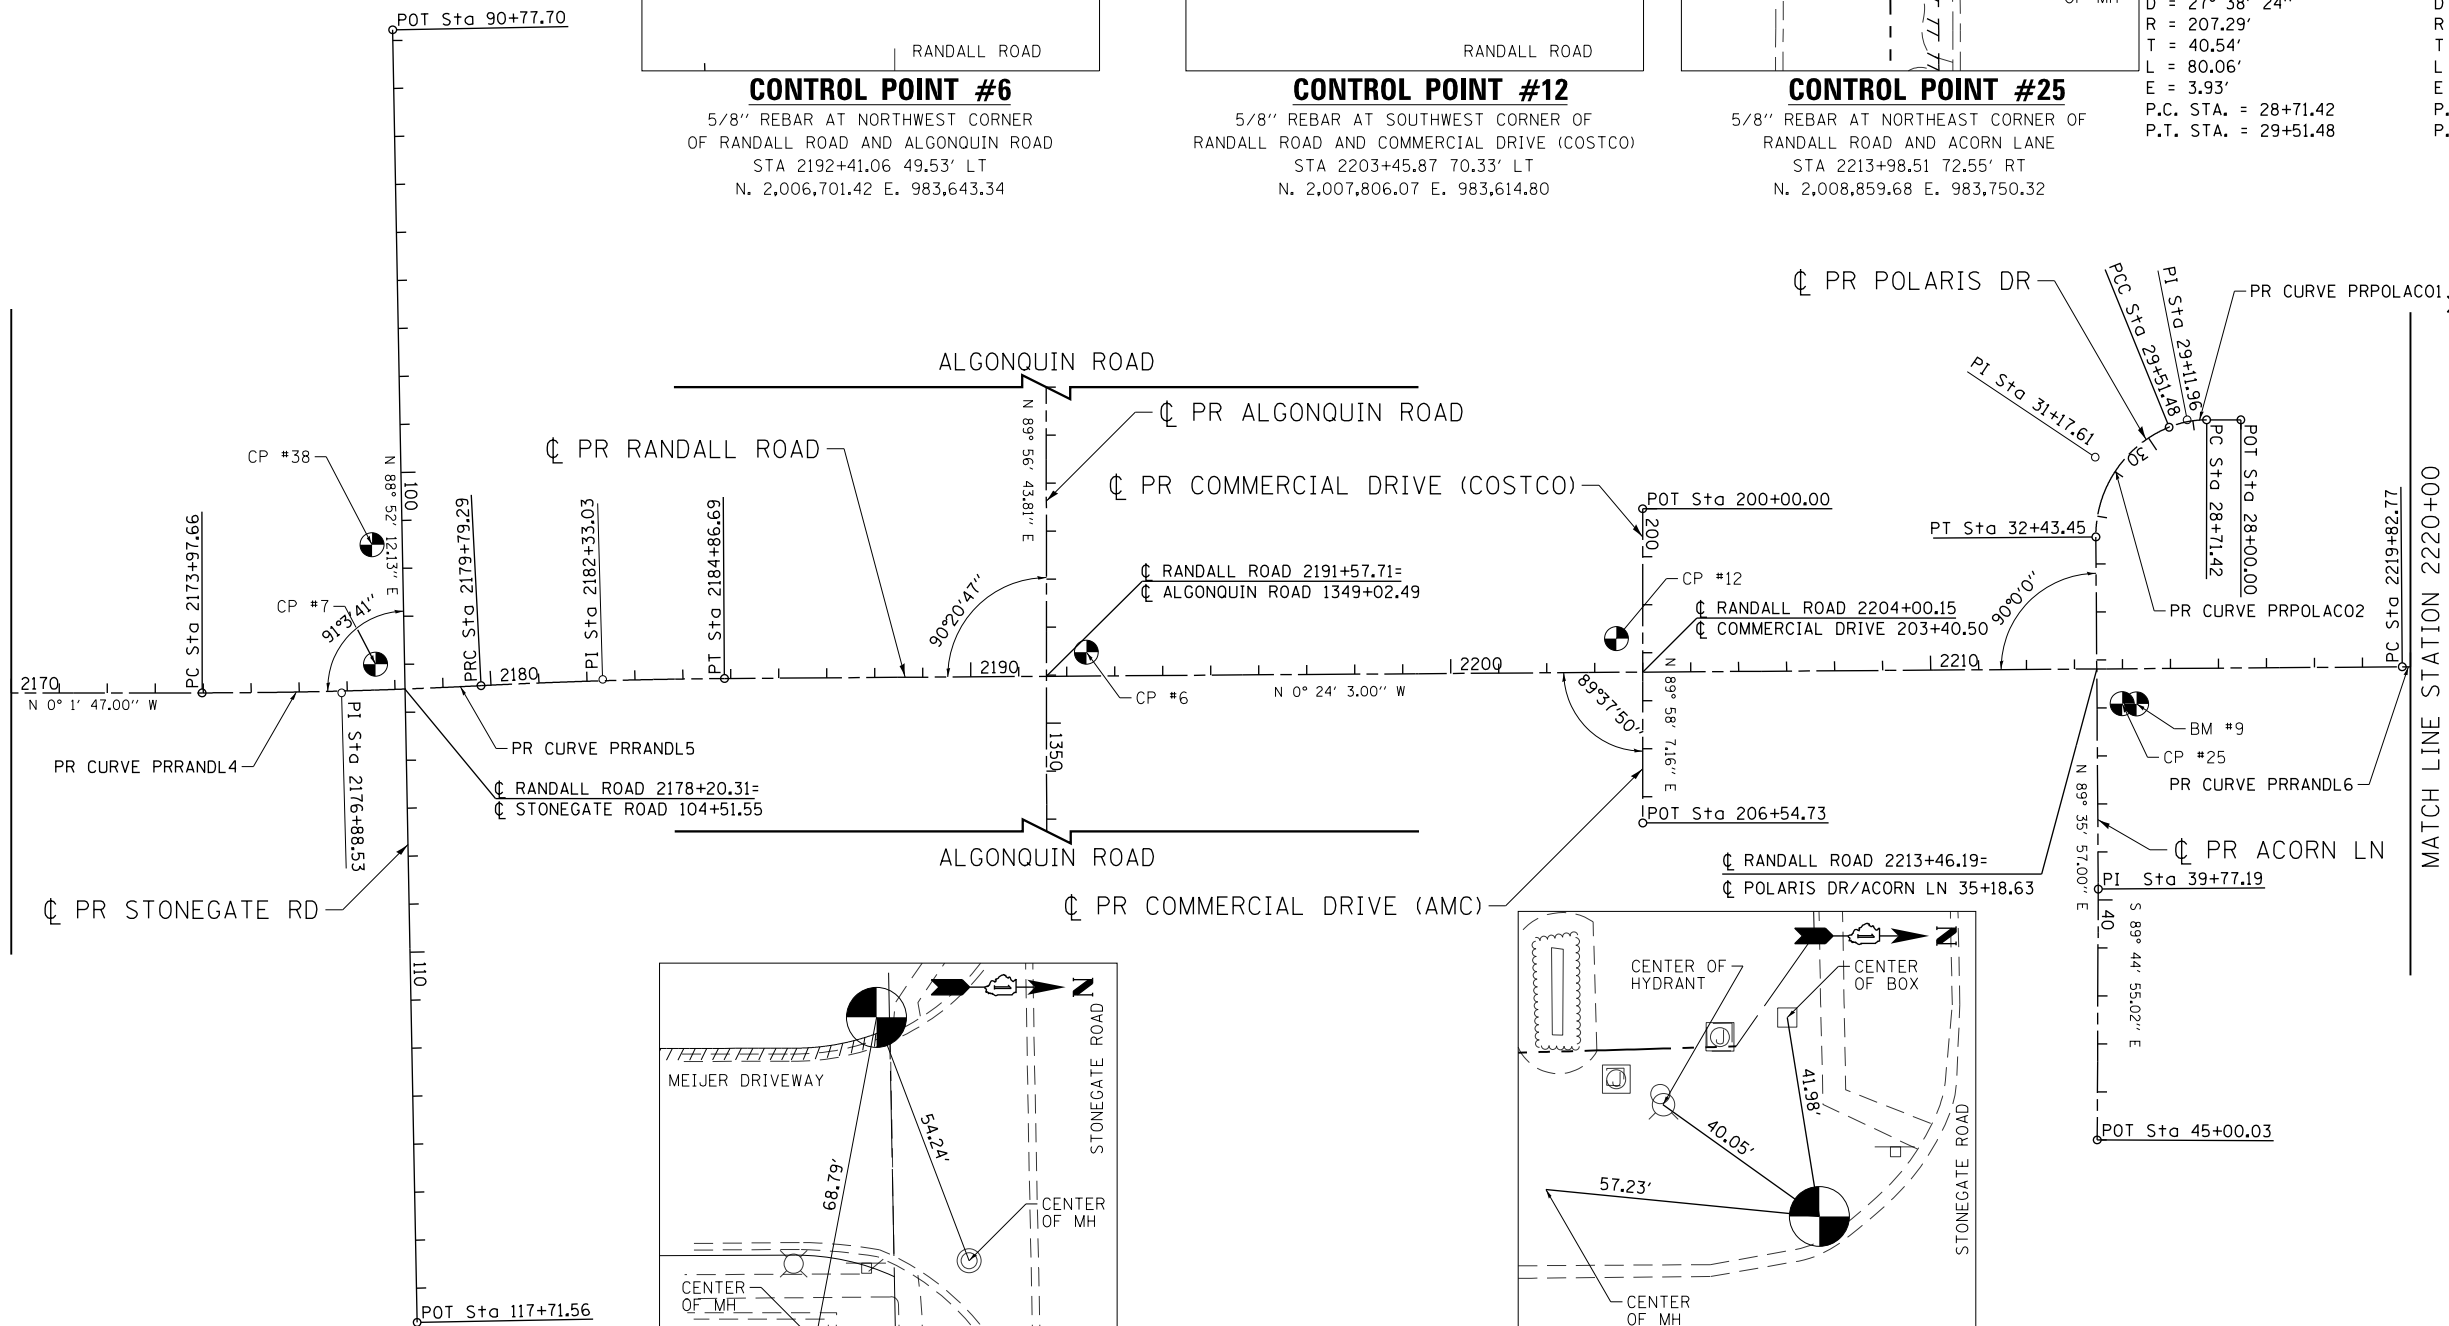 POT Sta 90+77.70
RANDALL ROAD
CONTROL POINT #6
5/8'' REBAR AT NORTHWEST CORNER
OF RANDALL ROAD AND ALGONQUIN ROAD
STA 2192+41.06 49.53' LT
N. 2,006,701.42 E. 983,643.34
RANDALL ROAD
CONTROL POINT #12
5/8'' REBAR AT SOUTHWEST CORNER OF
RANDALL ROAD AND COMMERCIAL DRIVE (COSTCO)
STA 2203+45.87 70.33' LT
N. 2,007,806.07 E. 983,614.80
CONTROL POINT #25
5/8'' REBAR AT NORTHEAST CORNER OF
RANDALL ROAD AND ACORN LANE
STA 2213+98.51 72.55' RT
N. 2,008,859.68 E. 983,750.32
D = 27° 38' 24''
R = 207.29'
T = 40.54'
L = 80.06'
E = 3.93'
P.C. STA. = 28+71.42
P.T. STA. = 29+51.48
D
R
T
L
E
P.
P.
℄ PR POLARIS DR
PCC Sta 29+51.48
PI Sta 29+11.96
PR CURVE PRPOLAC01
PI Sta 31+17.61
30
PC Sta 28+71.42
POT Sta 28+00.00
PT Sta 32+43.45
PR CURVE PRPOLAC02
90°0'0''
PC Sta 2219+82.77
MATCH LINE STATION 2220+00
ALGONQUIN ROAD
N 89° 56' 43.81'' E
℄ PR ALGONQUIN ROAD
℄ PR RANDALL ROAD
℄ PR COMMERCIAL DRIVE (COSTCO)
POT Sta 200+00.00
200
CP #38
N 88° 52' 12.13'' E
100
CP #7
91°3'41''
PC Sta 2173+97.66
PRC Sta 2179+79.29
PI Sta 2182+33.03
PT Sta 2184+86.69
90°20'47''
℄ RANDALL ROAD 2191+57.71=
℄ ALGONQUIN ROAD 1349+02.49
CP #12
℄ RANDALL ROAD 2204+00.15
℄ COMMERCIAL DRIVE 203+40.50
2170
2180
2190
2200
2210
N 0° 1' 47.00'' W
CP #6
N 0° 24' 3.00'' W
89°37'50''
N 89° 58' 7.16'' E
PR CURVE PRRANDL4
PI Sta 2176+88.53
PR CURVE PRRANDL5
1350
℄ RANDALL ROAD 2178+20.31=
℄ STONEGATE ROAD 104+51.55
ALGONQUIN ROAD
POT Sta 206+54.73
BM #9
CP #25
PR CURVE PRRANDL6
N 89° 35' 57.00'' E
℄ PR ACORN LN
℄ RANDALL ROAD 2213+46.19=
℄ POLARIS DR/ACORN LN 35+18.63
PI Sta 39+77.19
40
S 89° 44' 55.02'' E
POT Sta 45+00.03
℄ PR STONEGATE RD
℄ PR COMMERCIAL DRIVE (AMC)
110
POT Sta 117+71.56
N
STONEGATE ROAD
MEIJER DRIVEWAY
54.24'
68.79'
CENTER
OF MH
CENTER
OF MH
N
CENTER OF
HYDRANT
CENTER
OF BOX
J
J
41.98'
40.05'
57.23'
STONEGATE ROAD
CENTER
OF MH